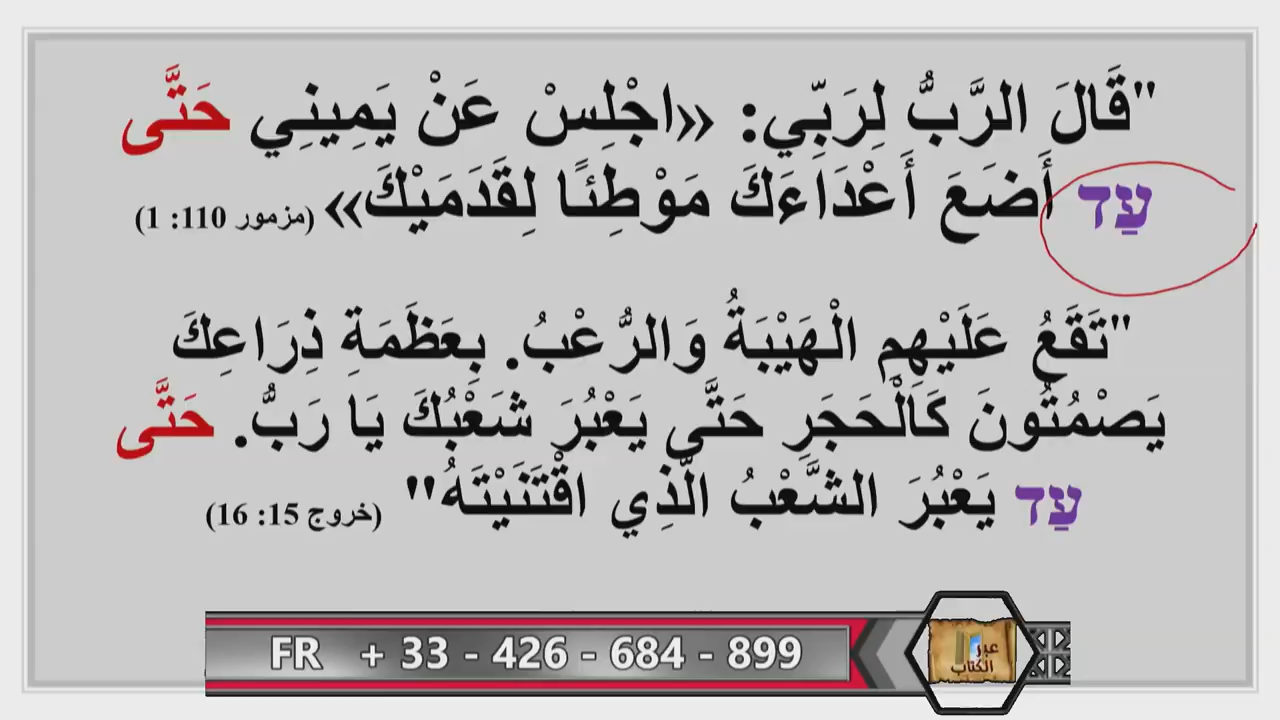 "قَالَ الرَّبُّ لِرَبِّي: «اجْلِسْ عَنْ يَمِينِي حَتَّى
עַד أَضَعَ أَعْدَاءَكَ مَوْطِئًا لِقَدَمَيْكَ» (مزمور 110: 1)
"تَقَعُ عَلَيْهِمِ الْهَيْبَةُ وَالرُّعْبُ. بِعَظَمَةِ ذِرَاعِكَ
يَصْمُتُونَ كَالْحَجَرِ حَتَّى يَعْبُرَ شَعْبُكَ يَا رَبُّ. حَتَّى
עַד يَعْبُرَ الشَّعْبُ الَّذِي اقْتَنَيْتَهُ" (خروج 15: 16)
FR + 33 - 426 - 684 - 899
عبر
الكتاب